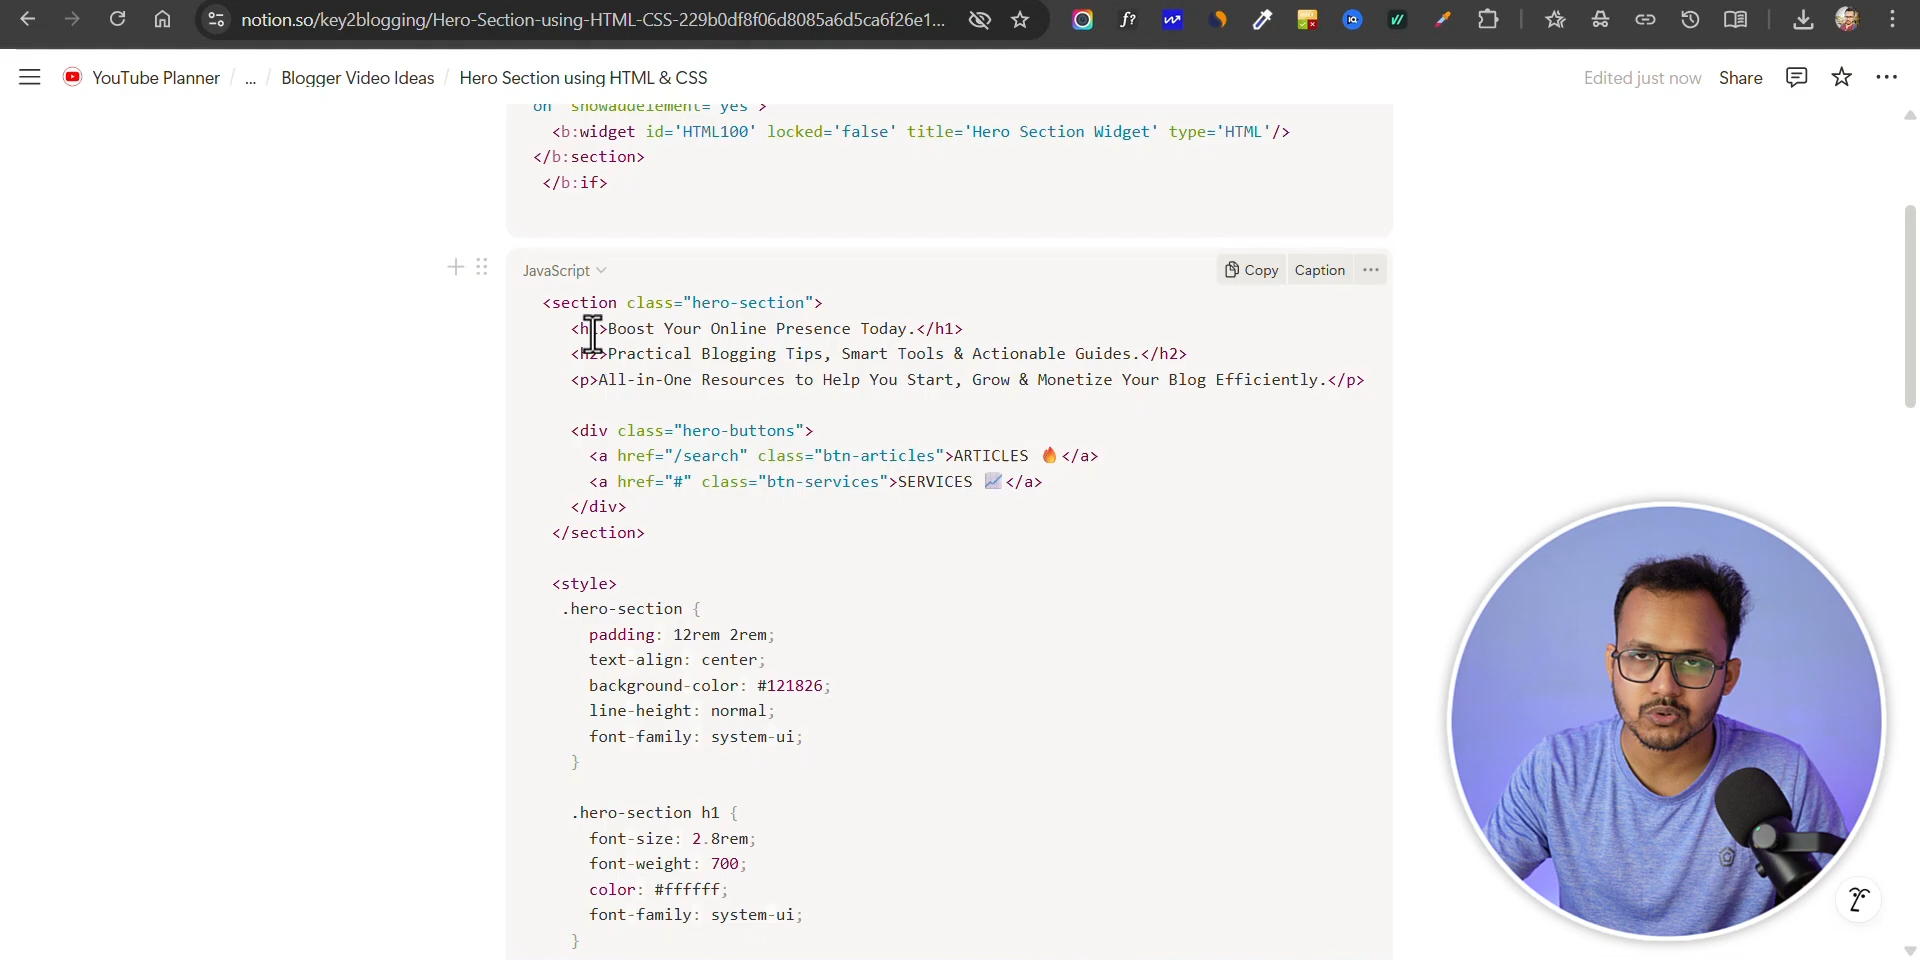 notion.so/key2blogging/Hero-Section-using-HTML-CSS-229b0df8f06d8085a6d5ca6f26e1...
YouTube Planner / ... / Blogger Video Ideas / Hero Section using HTML & CSS
Edited just now Share
on' showaddelement='yes'>
<b:widget id='HTML100' locked='false' title='Hero Section Widget' type='HTML'/>
</b:section>
</b:if>
JavaScript
Copy Caption
<section class="hero-section">
<h1>Boost Your Online Presence Today.</h1>
<h2>Practical Blogging Tips, Smart Tools & Actionable Guides.</h2>
<p>All-in-One Resources to Help You Start, Grow & Monetize Your Blog Efficiently.</p>
<div class="hero-buttons">
<a href="/search" class="btn-articles">ARTICLES 🔥</a>
<a href="#" class="btn-services">SERVICES 📈</a>
</div>
</section>
<style>
.hero-section {
padding: 12rem 2rem;
text-align: center;
background-color: #121826;
line-height: normal;
font-family: system-ui;
}
.hero-section h1 {
font-size: 2.8rem;
font-weight: 700;
color: #ffffff;
font-family: system-ui;
}